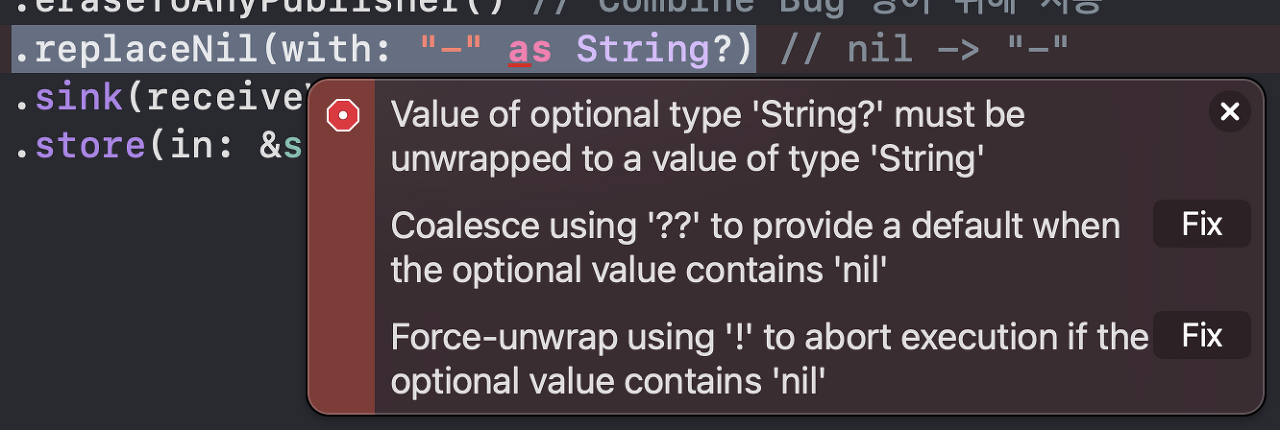 .eraseToAnyPublisher() // Combine Bug 위해
.replaceNil(with: "-" as String?) // nil -> "-"
.sink(receive
.store(in: &s
Value of optional type 'String?' must be
unwrapped to a value of type 'String'
Coalesce using '??' to provide a default when
the optional value contains 'nil'
Fix
Force-unwrap using '!' to abort execution if the
optional value contains 'nil'
Fix